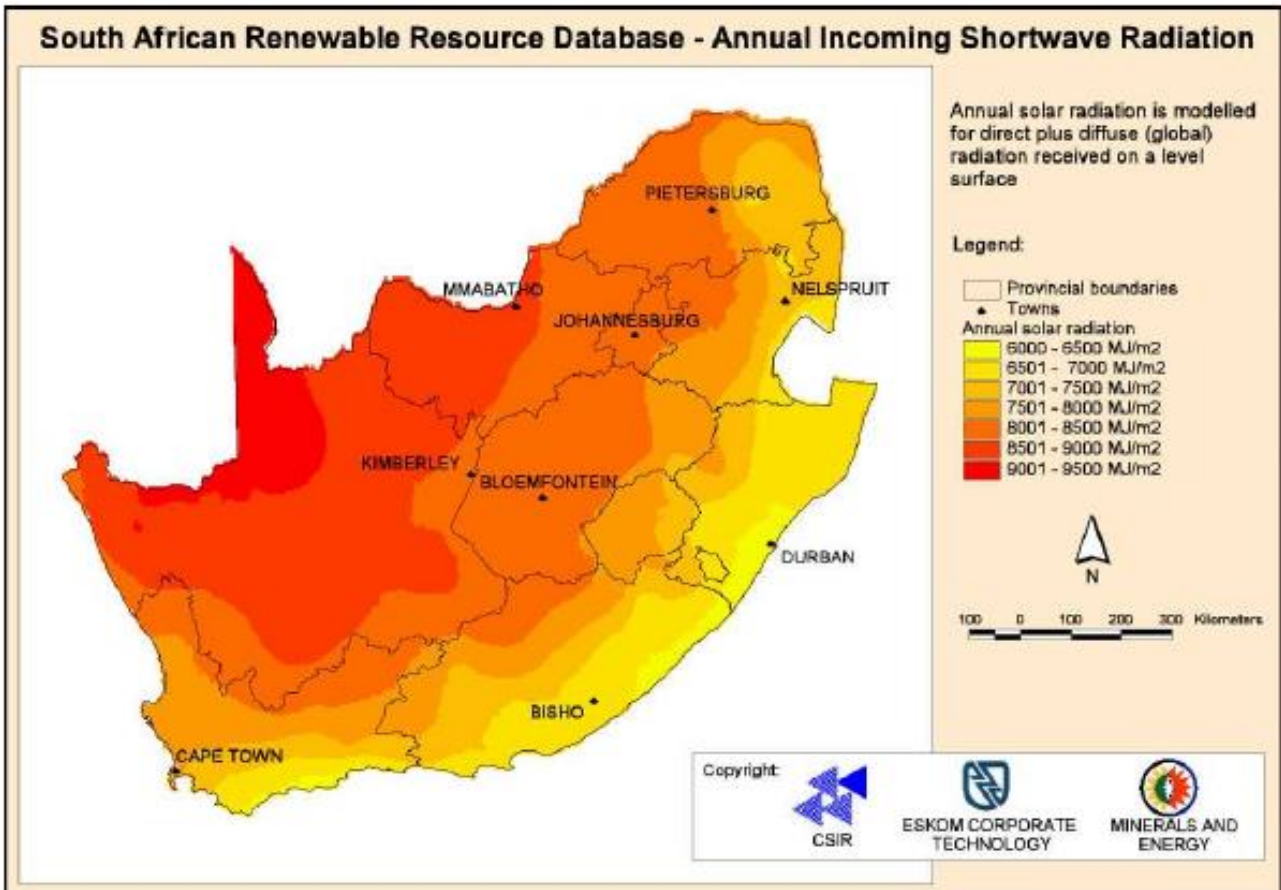 South African Renewable Resource Database - Annual Incoming Shortwave Radiation
Annual solar radiation is modelled
for direct plus diffuse (global)
radiation received on a level
surface
Legend:
Provincial boundaries
Towns
Annual solar radiation
6000 - 6500 MJ/m2
6501 - 7000 MJ/m2
7001 - 7500 MJ/m2
7501 - 8000 MJ/m2
8001 - 8500 MJ/m2
8501 - 9000 MJ/m2
9001 - 9500 MJ/m2
PIETERSBURG
MMABATHO
NELSPRUIT
JOHANNESBURG
KIMBERLEY
BLOEMFONTEIN
DURBAN
BISHO
CAPE TOWN
N
100 0 100 200 300 Kilometers
Copyright:
CSIR
ESKOM CORPORATE
TECHNOLOGY
MINERALS AND
ENERGY